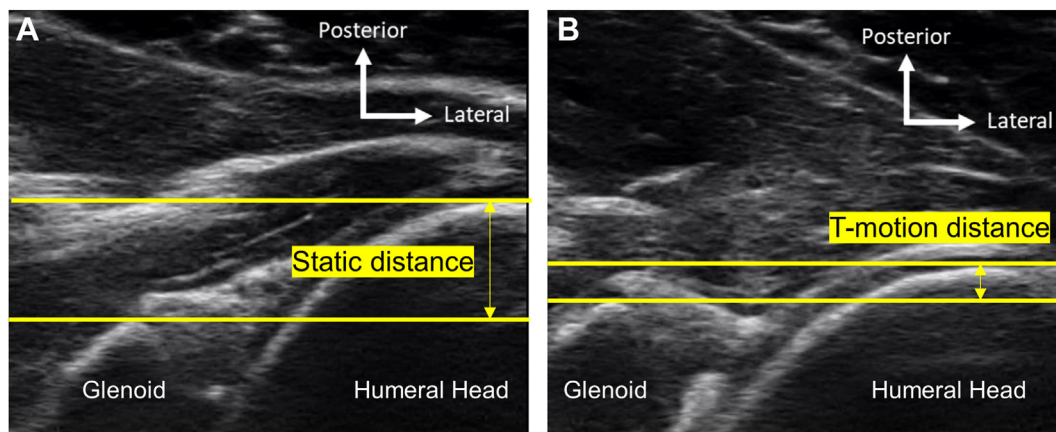 A
Posterior
Lateral
Static distance
Glenoid
Humeral Head
B
Posterior
Lateral
T-motion distance
Glenoid
Humeral Head